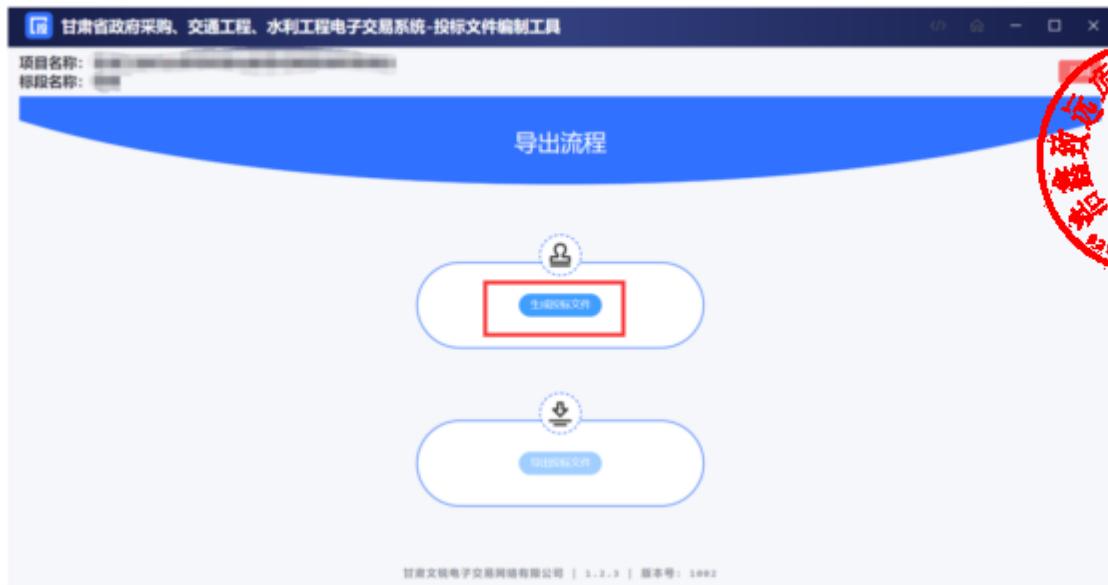 投 甘肃省政府采购、交通工程、水利工程电子交易系统-投标文件编制工具
项目名称：
标段名称：
导出流程
生成投标文件
导出投标文件
甘肃文锐电子交易网络有限公司 | 1.2.3 | 版本号: 1002